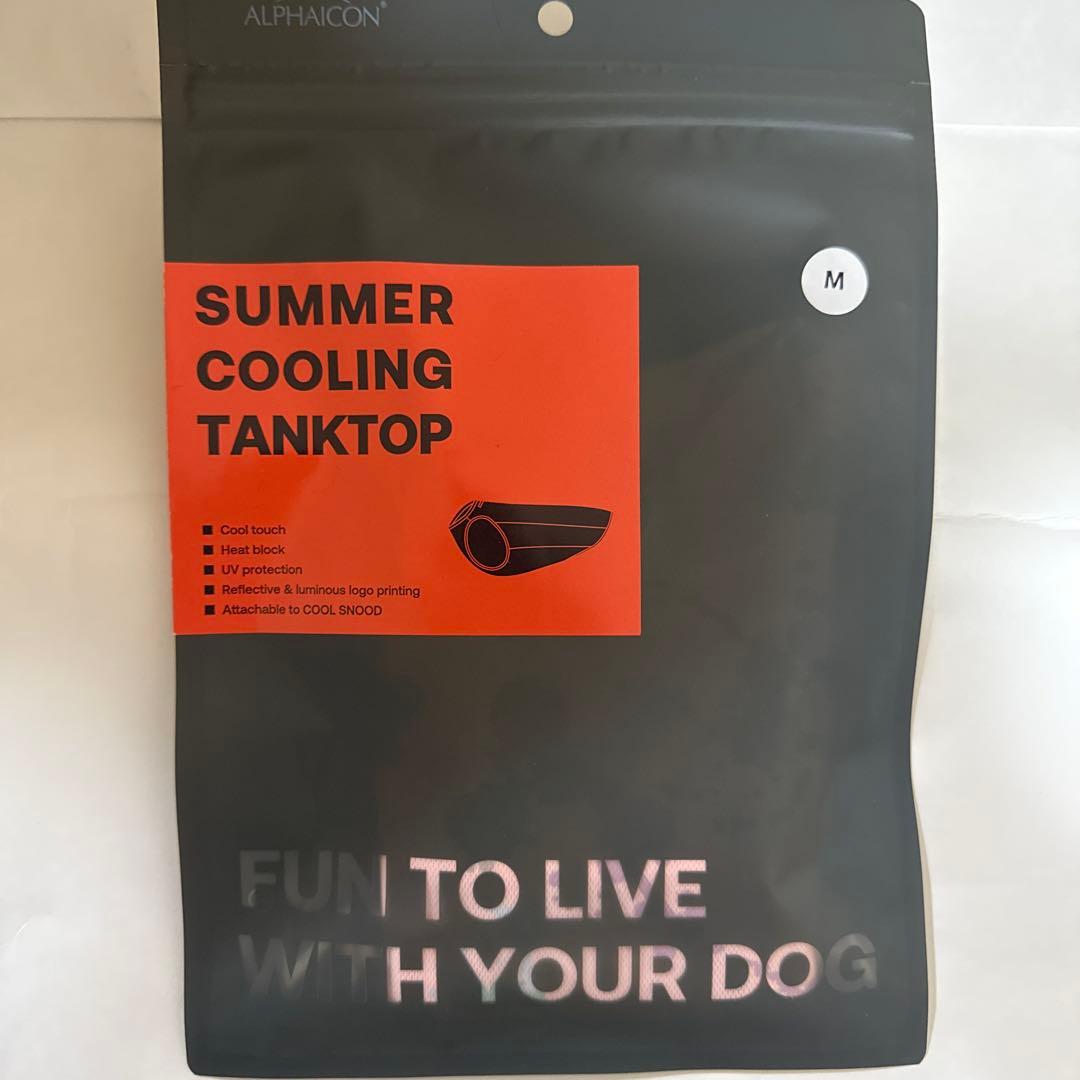 ALPHAICON®
M
SUMMER
COOLING
TANKTOP
■ Cool touch
■ Heat block
■ UV protection
■ Reflective & luminous logo printing
■ Attachable to COOL SNOOD
FUN TO LIVE
WITH YOUR DOG